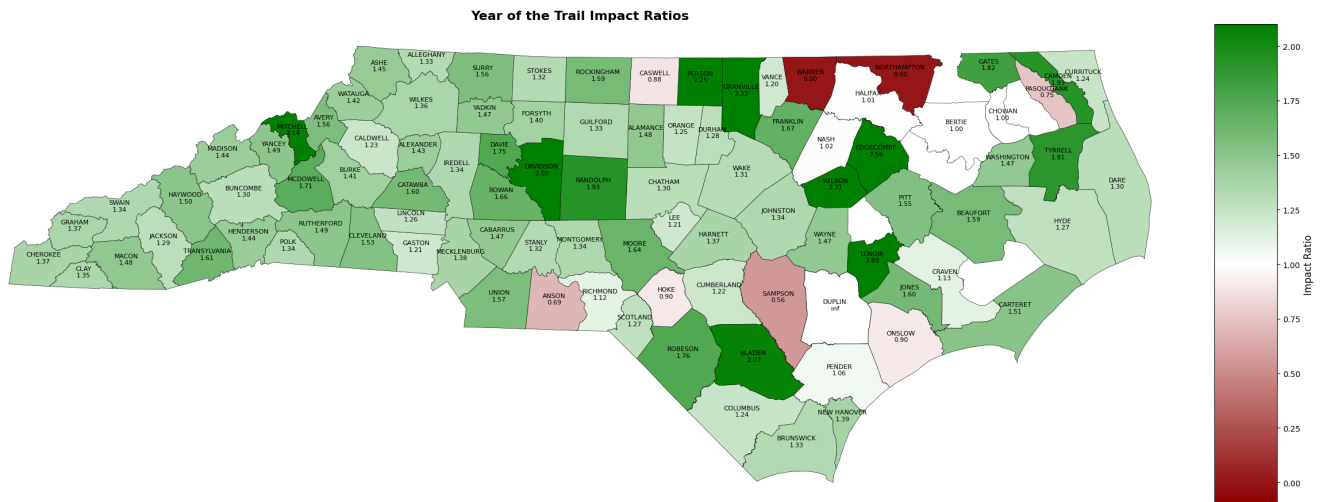 Year of the Trail Impact Ratios
ALLEGHANY
1.33
ASHE
1.45
SURRY
1.56
STOKES
1.32
ROCKINGHAM
1.59
CASWELL
0.88
PERSON
2.25
GRANVILLE
2.22
VANCE
1.20
WARREN
0.00
NORTHAMPTON
0.00
HALIFAX
1.01
GATES
1.82
CAMDEN
1.92
CURRITUCK
1.24
PASQUOTANK
0.75
CHOWAN
1.00
BERTIE
1.00
WATAUGA
1.42
WILKES
1.36
YADKIN
1.47
FORSYTH
1.40
GUILFORD
1.33
ALAMANCE
1.48
ORANGE
1.25
DURHAM
1.28
FRANKLIN
1.67
NASH
1.02
EDGECOMBE
7.56
MITCHELL
2.14
AVERY
1.56
YANCEY
1.49
MADISON
1.44
CALDWELL
1.23
ALEXANDER
1.43
IREDELL
1.34
DAVIE
1.75
DAVIDSON
2.18
RANDOLPH
1.93
CHATHAM
1.30
WAKE
1.31
WILSON
2.31
WASHINGTON
1.47
TYRRELL
1.91
DARE
1.30
HAYWOOD
1.50
BUNCOMBE
1.30
MCDOWELL
1.71
BURKE
1.41
CATAWBA
1.60
ROWAN
1.66
PITT
1.55
BEAUFORT
1.59
HYDE
1.27
SWAIN
1.34
GRAHAM
1.37
JACKSON
1.29
HENDERSON
1.44
RUTHERFORD
1.49
LINCOLN
1.26
LEE
1.21
JOHNSTON
1.34
CHEROKEE
1.37
CLAY
1.35
MACON
1.48
TRANSYLVANIA
1.61
POLK
1.34
CLEVELAND
1.53
GASTON
1.21
MECKLENBURG
1.38
CABARRUS
1.47
STANLY
1.32
MONTGOMERY
1.34
MOORE
1.64
HARNETT
1.37
WAYNE
1.47
LENOIR
3.80
CRAVEN
1.13
JONES
1.60
CARTERET
1.51
UNION
1.57
ANSON
0.69
RICHMOND
1.12
HOKE
0.90
CUMBERLAND
1.22
SAMPSON
0.56
DUPLIN
inf
SCOTLAND
1.27
ROBESON
1.76
BLADEN
2.07
ONSLOW
0.90
PENDER
1.06
COLUMBUS
1.24
NEW HANOVER
1.39
BRUNSWICK
1.33
2.00
1.75
1.50
1.25
1.00
0.75
0.50
0.25
0.00
Impact Ratio